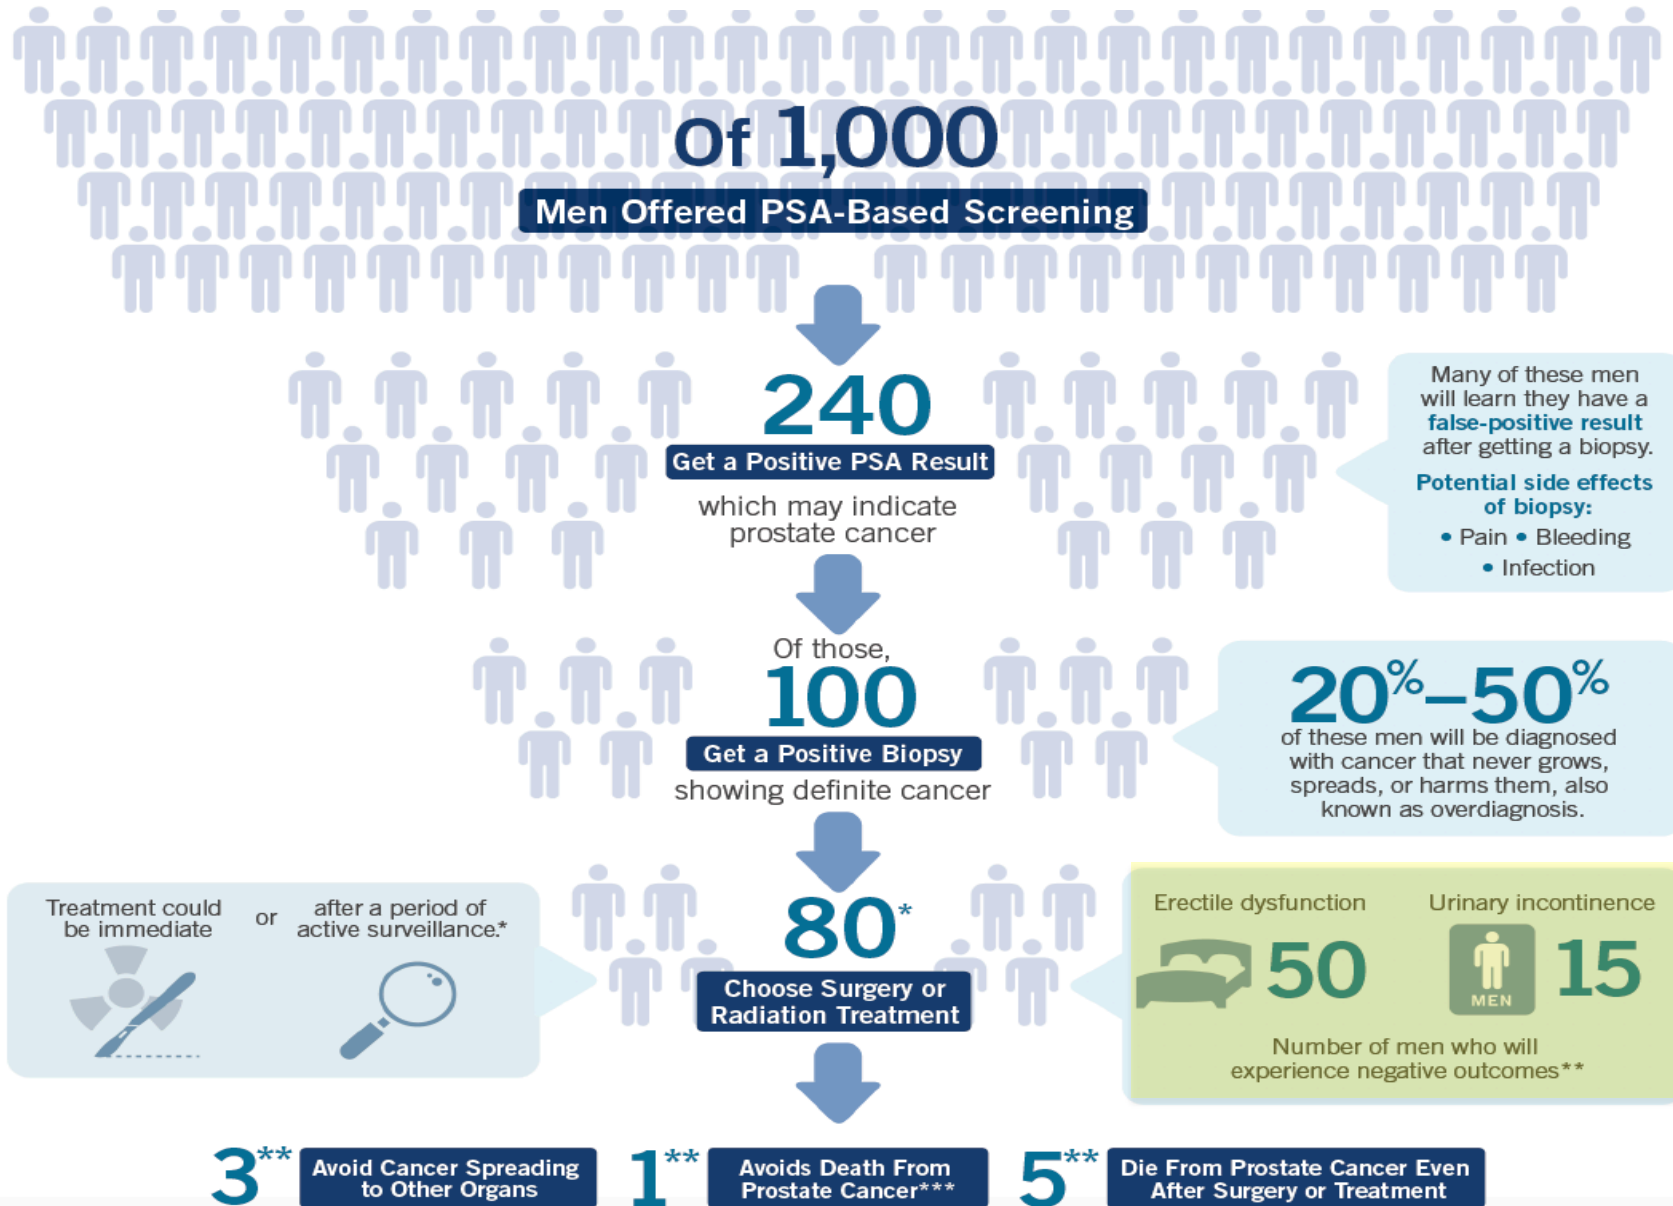 Of 1,000
Men Offered PSA-Based Screening
240
Get a Positive PSA Result
which may indicate
prostate cancer
Many of these men
will learn they have a
false-positive result
after getting a biopsy.
Potential side effects
of biopsy:
• Pain • Bleeding
• Infection
Of those,
100
Get a Positive Biopsy
showing definite cancer
20%–50%
of these men will be diagnosed
with cancer that never grows,
spreads, or harms them, also
known as overdiagnosis.
Treatment could
be immediate
or
after a period of
active surveillance.*
80*
Choose Surgery or
Radiation Treatment
Erectile dysfunction
50
Urinary incontinence
MEN
15
Number of men who will
experience negative outcomes**
3**
Avoid Cancer Spreading
to Other Organs
1**
Avoids Death From
Prostate Cancer***
5**
Die From Prostate Cancer Even
After Surgery or Treatment